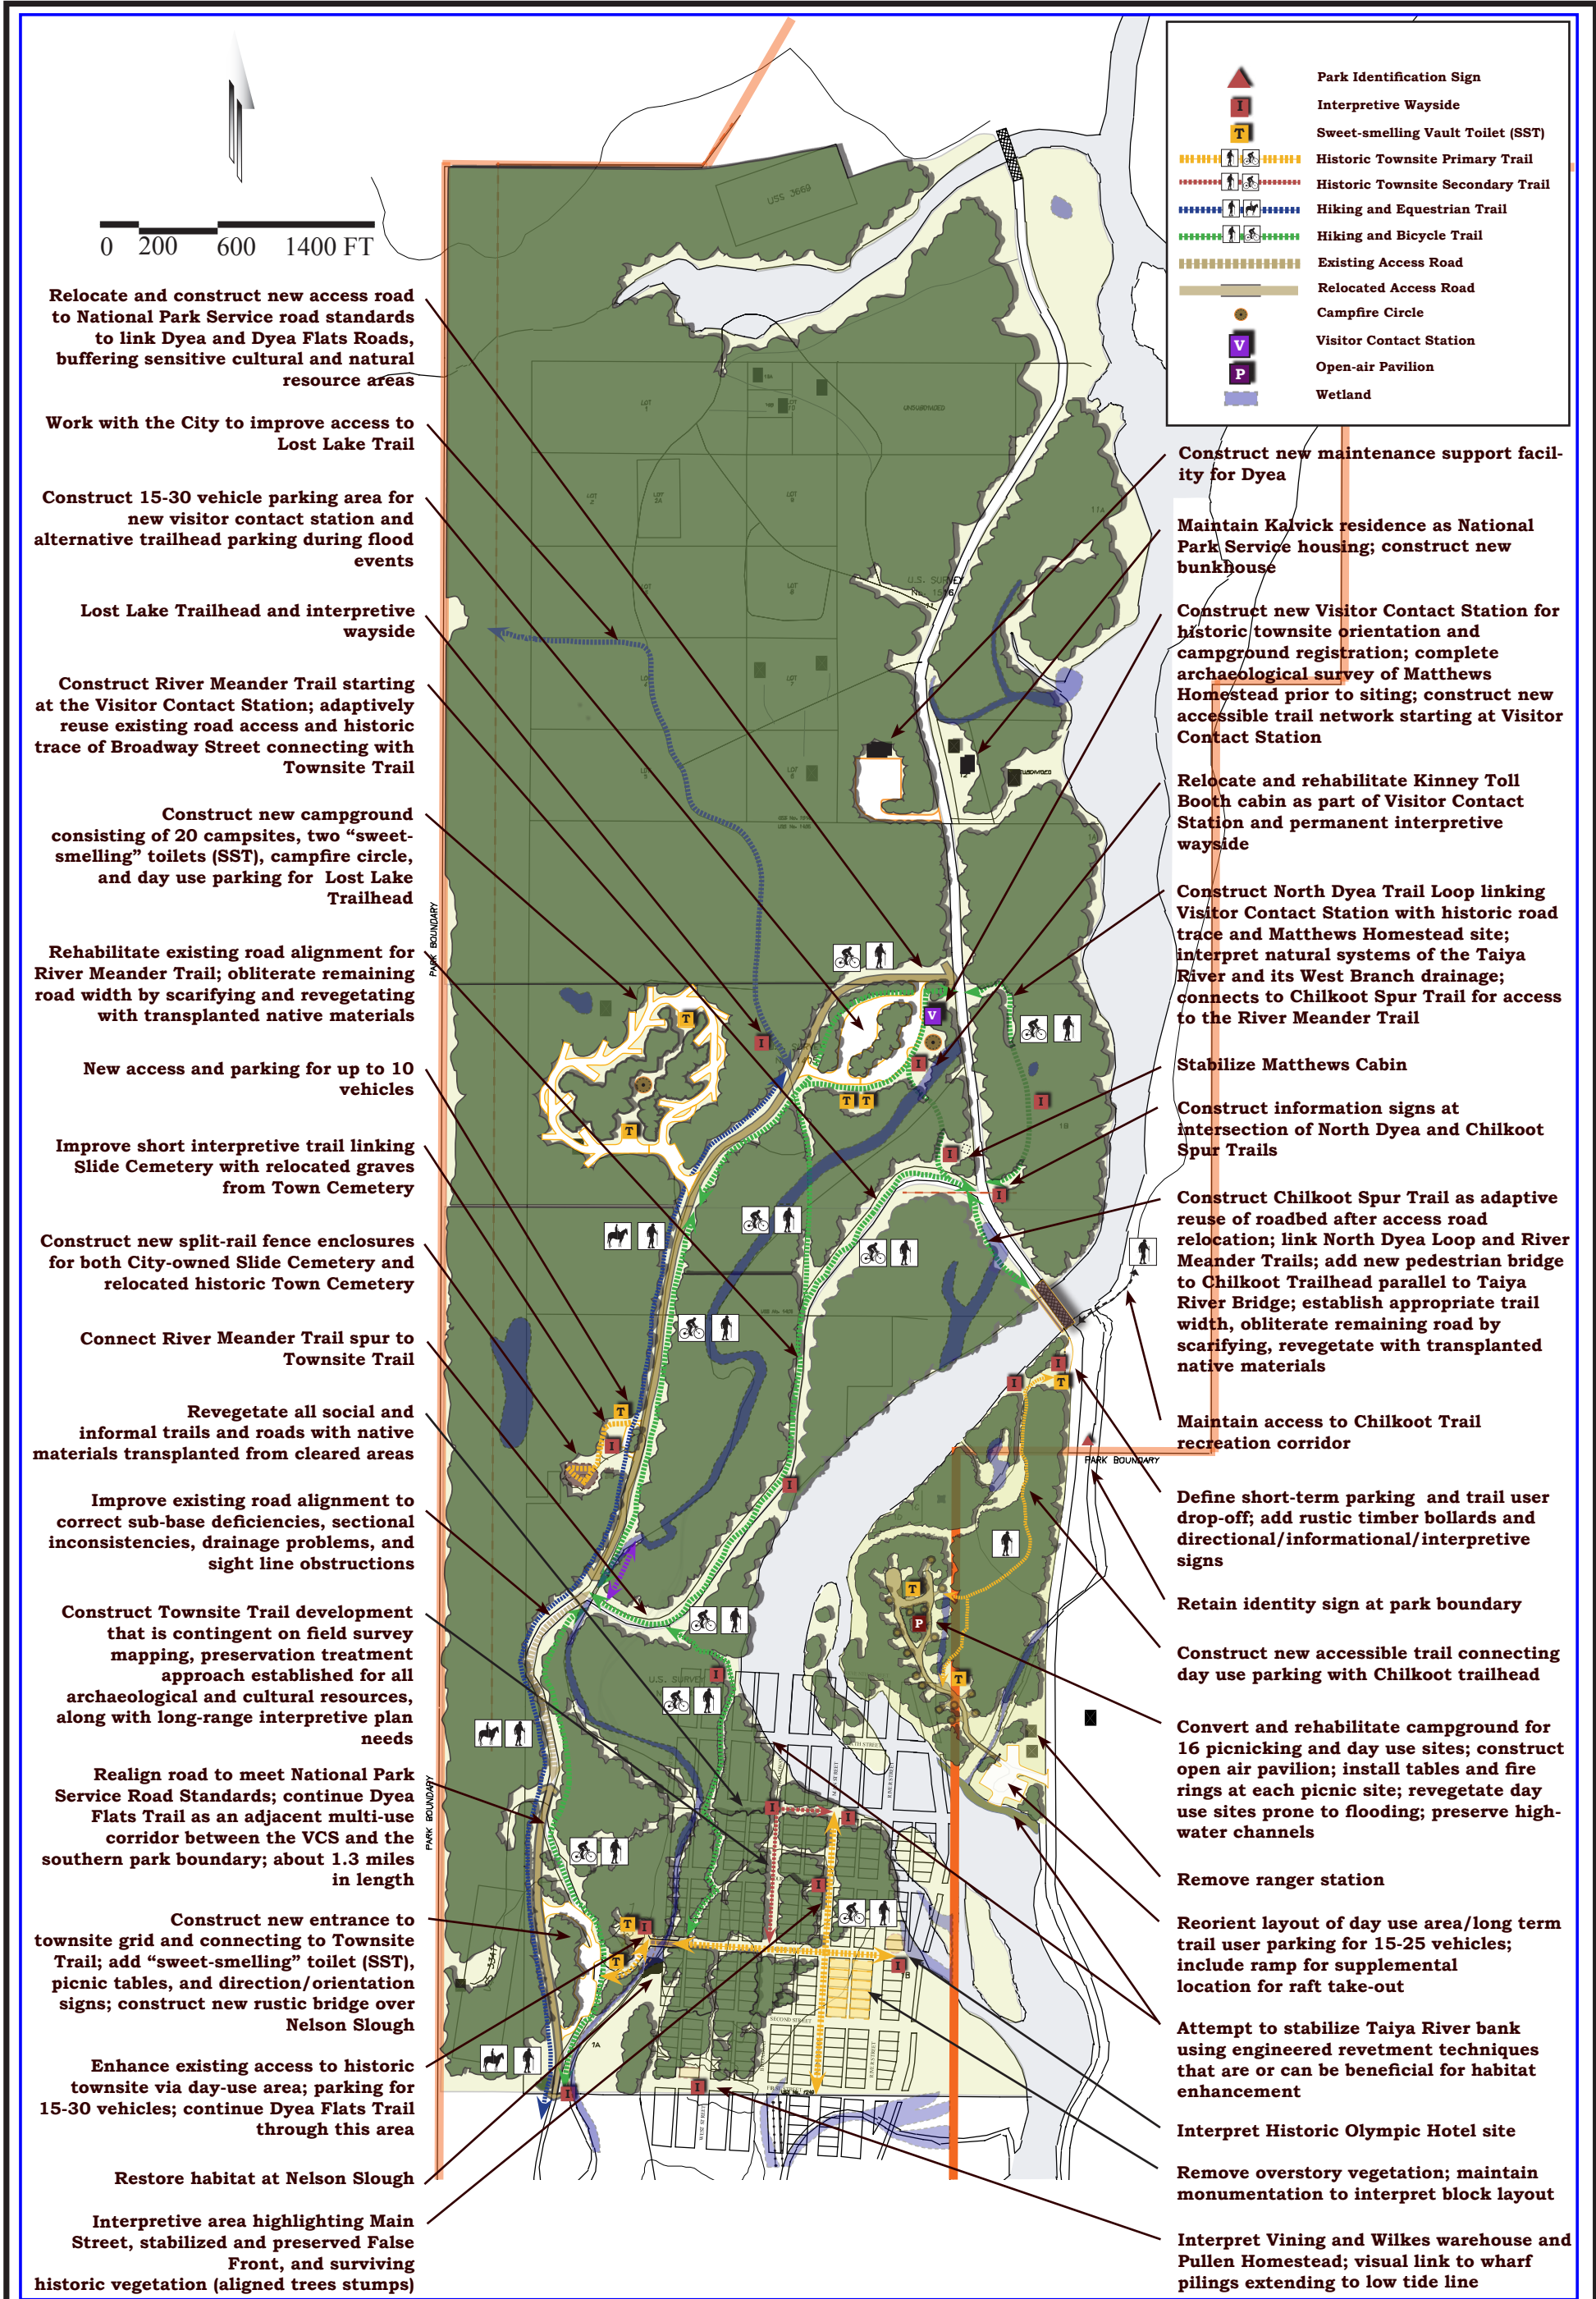 Park Identification Sign
I
Interpretive Wayside
T
Sweet-smelling Vault Toilet (SST)
Historic Townsite Primary Trail
Historic Townsite Secondary Trail
Hiking and Equestrian Trail
Hiking and Bicycle Trail
Existing Access Road
Relocated Access Road
Campfire Circle
V
Visitor Contact Station
P
Open-air Pavilion
Wetland
0 200 600 1400 FT
Relocate and construct new access road
to National Park Service road standards
to link Dyea and Dyea Flats Roads,
buffering sensitive cultural and natural
resource areas
Work with the City to improve access to
Lost Lake Trail
Construct 15-30 vehicle parking area for
new visitor contact station and
alternative trailhead parking during flood
events
Lost Lake Trailhead and interpretive
wayside
Construct River Meander Trail starting
at the Visitor Contact Station; adaptively
reuse existing road access and historic
trace of Broadway Street connecting with
Townsite Trail
Construct new campground
consisting of 20 campsites, two “sweet-
smelling” toilets (SST), campfire circle,
and day use parking for Lost Lake
Trailhead
Rehabilitate existing road alignment for
River Meander Trail; obliterate remaining
road width by scarifying and revegetating
with transplanted native materials
New access and parking for up to 10
vehicles
Improve short interpretive trail linking
Slide Cemetery with relocated graves
from Town Cemetery
Construct new split-rail fence enclosures
for both City-owned Slide Cemetery and
relocated historic Town Cemetery
Connect River Meander Trail spur to
Townsite Trail
Revegetate all social and
informal trails and roads with native
materials transplanted from cleared areas
Improve existing road alignment to
correct sub-base deficiencies, sectional
inconsistencies, drainage problems, and
sight line obstructions
Construct Townsite Trail development
that is contingent on field survey
mapping, preservation treatment
approach established for all
archaeological and cultural resources,
along with long-range interpretive plan
needs
Realign road to meet National Park
Service Road Standards; continue Dyea
Flats Trail as an adjacent multi-use
corridor between the VCS and the
southern park boundary; about 1.3 miles
in length
Construct new entrance to
townsite grid and connecting to Townsite
Trail; add “sweet-smelling” toilet (SST),
picnic tables, and direction/orientation
signs; construct new rustic bridge over
Nelson Slough
Enhance existing access to historic
townsite via day-use area; parking for
15-30 vehicles; continue Dyea Flats Trail
through this area
Restore habitat at Nelson Slough
Interpretive area highlighting Main
Street, stabilized and preserved False
Front, and surviving
historic vegetation (aligned trees stumps)
Construct new maintenance support facil-
ity for Dyea
Maintain Kalvick residence as National
Park Service housing; construct new
bunkhouse
Construct new Visitor Contact Station for
historic townsite orientation and
campground registration; complete
archaeological survey of Matthews
Homestead prior to siting; construct new
accessible trail network starting at Visitor
Contact Station
Relocate and rehabilitate Kinney Toll
Booth cabin as part of Visitor Contact
Station and permanent interpretive
wayside
Construct North Dyea Trail Loop linking
Visitor Contact Station with historic road
trace and Matthews Homestead site;
interpret natural systems of the Taiya
River and its West Branch drainage;
connects to Chilkoot Spur Trail for access
to the River Meander Trail
Stabilize Matthews Cabin
Construct information signs at
intersection of North Dyea and Chilkoot
Spur Trails
Construct Chilkoot Spur Trail as adaptive
reuse of roadbed after access road
relocation; link North Dyea Loop and River
Meander Trails; add new pedestrian bridge
to Chilkoot Trailhead parallel to Taiya
River Bridge; establish appropriate trail
width, obliterate remaining road by
scarifying, revegetate with transplanted
native materials
Maintain access to Chilkoot Trail
recreation corridor
Define short-term parking and trail user
drop-off; add rustic timber bollards and
directional/informational/interpretive
signs
Retain identity sign at park boundary
Construct new accessible trail connecting
day use parking with Chilkoot trailhead
Convert and rehabilitate campground for
16 picnicking and day use sites; construct
open air pavilion; install tables and fire
rings at each picnic site; revegetate day
use sites prone to flooding; preserve high-
water channels
Remove ranger station
Reorient layout of day use area/long term
trail user parking for 15-25 vehicles;
include ramp for supplemental
location for raft take-out
Attempt to stabilize Taiya River bank
using engineered revetment techniques
that are or can be beneficial for habitat
enhancement
Interpret Historic Olympic Hotel site
Remove overstory vegetation; maintain
monumentation to interpret block layout
Interpret Vining and Wilkes warehouse and
Pullen Homestead; visual link to wharf
pilings extending to low tide line
USS 3669
LOT 1
UNSUBDIVIDED
LOT 2
LOT 3A
11A
U.S. SURVEY
PARK BOUNDARY
PARK BOUNDARY
PARK BOUNDARY
U.S. SURVEY
SECOND STREET
RIVER STREET
WEST STREET
1A